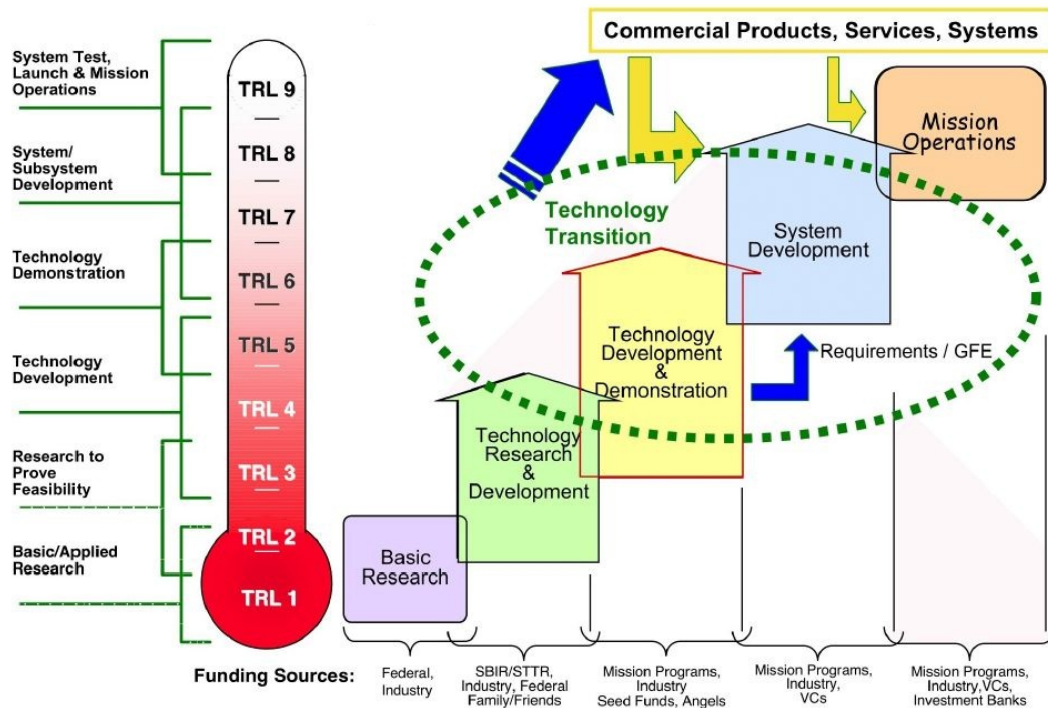 Commercial Products, Services, Systems
System Test,
Launch & Mission
Operations
System/
Subsystem
Development
Technology
Demonstration
Technology
Development
Research to
Prove
Feasibility
Basic/Applied
Research
TRL 9
TRL 8
TRL 7
TRL 6
TRL 5
TRL 4
TRL 3
TRL 2
TRL 1
Mission
Operations
Technology
Transition
System
Development
Technology
Development
&
Demonstration
Requirements / GFE
Technology
Research
&
Development
Basic
Research
Funding Sources:
Federal,
Industry
SBIR/STTR,
Industry, Federal
Family/Friends
Mission Programs,
Industry
Seed Funds, Angels
Mission Programs,
Industry,
VCs
Mission Programs,
Industry,VCs,
Investment Banks